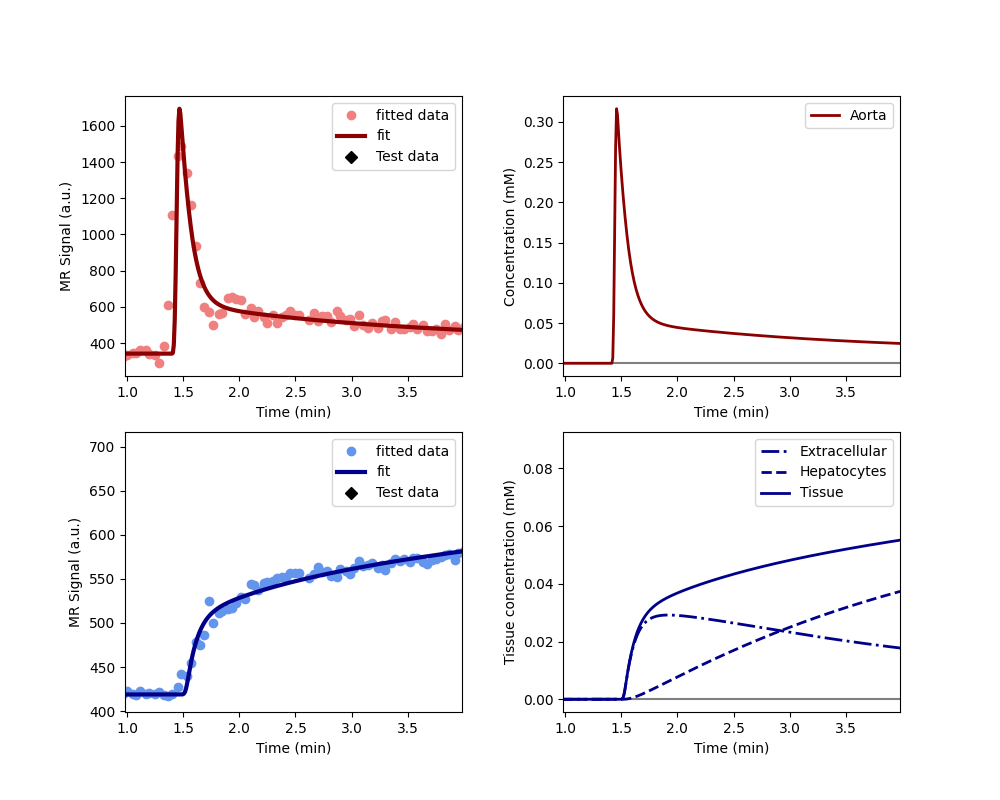 MR Signal (a.u.)
1600
1400
1200
1000
800
600
400
fitted data
fit
Test data
1.0 1.5 2.0 2.5 3.0 3.5
Time (min)
Concentration (mM)
0.30
0.25
0.20
0.15
0.10
0.05
0.00
Aorta
1.0 1.5 2.0 2.5 3.0 3.5
Time (min)
MR Signal (a.u.)
700
650
600
550
500
450
400
fitted data
fit
Test data
1.0 1.5 2.0 2.5 3.0 3.5
Time (min)
Tissue concentration (mM)
0.08
0.06
0.04
0.02
0.00
Extracellular
Hepatocytes
Tissue
1.0 1.5 2.0 2.5 3.0 3.5
Time (min)